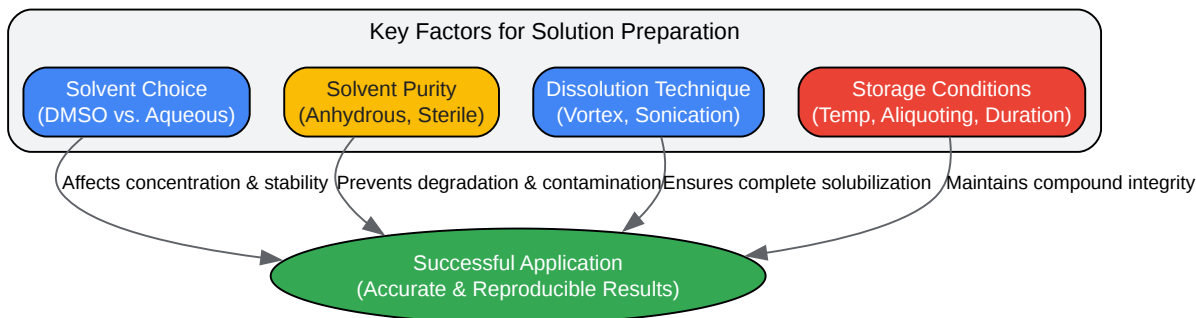 Key Factors for Solution Preparation
Solvent Choice
(DMSO vs. Aqueous)
Solvent Purity
(Anhydrous, Sterile)
Dissolution Technique
(Vortex, Sonication)
Storage Conditions
(Temp, Aliquoting, Duration)
Affects concentration & stability
Prevents degradation & contamination
Ensures complete solubilization
Maintains compound integrity
Successful Application
(Accurate & Reproducible Results)